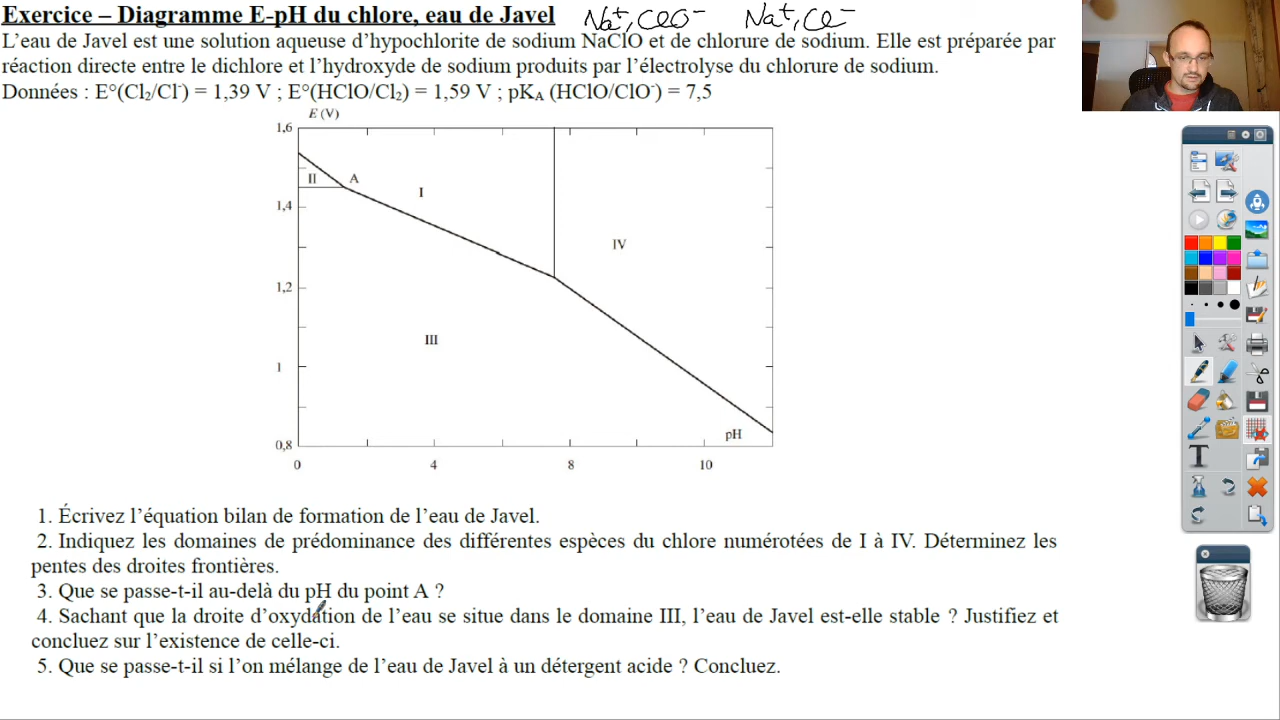 Exercice – Diagramme E-pH du chlore, eau de Javel Na⁺, ClO⁻ Na⁺, Cl⁻
L'eau de Javel est une solution aqueuse d'hypochlorite de sodium NaClO et de chlorure de sodium. Elle est préparée par
réaction directe entre le dichlore et l'hydroxyde de sodium produits par l'électrolyse du chlorure de sodium.
Données : E°(Cl₂/Cl⁻) = 1,39 V ; E°(HClO/Cl₂) = 1,59 V ; pKA (HClO/ClO⁻) = 7,5
E (V)
1,6
II A I
1,4
IV
1,2
III
1
pH
0,8
0 4 8 10
1. Écrivez l'équation bilan de formation de l'eau de Javel.
2. Indiquez les domaines de prédominance des différentes espèces du chlore numérotées de I à IV. Déterminez les
pentes des droites frontières.
3. Que se passe-t-il au-delà du pH du point A ?
4. Sachant que la droite d'oxydation de l'eau se situe dans le domaine III, l'eau de Javel est-elle stable ? Justifiez et
concluez sur l'existence de celle-ci.
5. Que se passe-t-il si l'on mélange de l'eau de Javel à un détergent acide ? Concluez.
T